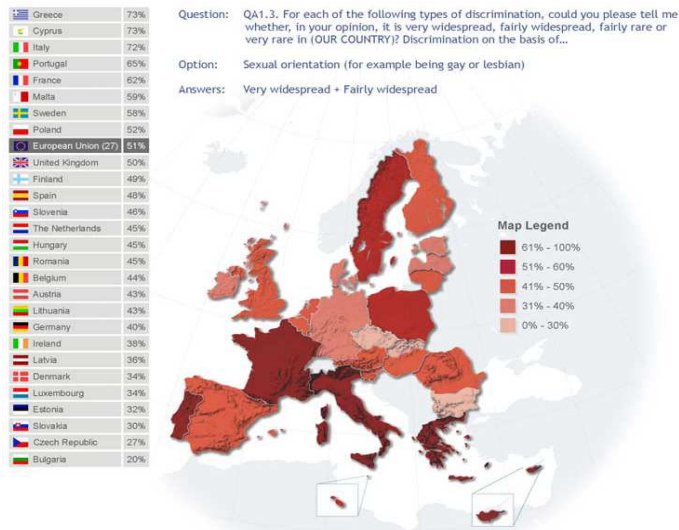 Greece 73%
Cyprus 73%
Italy 72%
Portugal 65%
France 62%
Malta 59%
Sweden 58%
Poland 52%
European Union (27) 51%
United Kingdom 50%
Finland 49%
Spain 48%
Slovenia 46%
The Netherlands 45%
Hungary 45%
Romania 45%
Belgium 44%
Austria 43%
Lithuania 43%
Germany 40%
Ireland 38%
Latvia 36%
Denmark 34%
Luxembourg 34%
Estonia 32%
Slovakia 30%
Czech Republic 27%
Bulgaria 20%
Question: QA1.3. For each of the following types of discrimination, could you please tell me
whether, in your opinion, it is very widespread, fairly widespread, fairly rare or
very rare in (OUR COUNTRY)? Discrimination on the basis of...
Option: Sexual orientation (for example being gay or lesbian)
Answers: Very widespread + Fairly widespread
Map Legend
61% - 100%
51% - 60%
41% - 50%
31% - 40%
0% - 30%